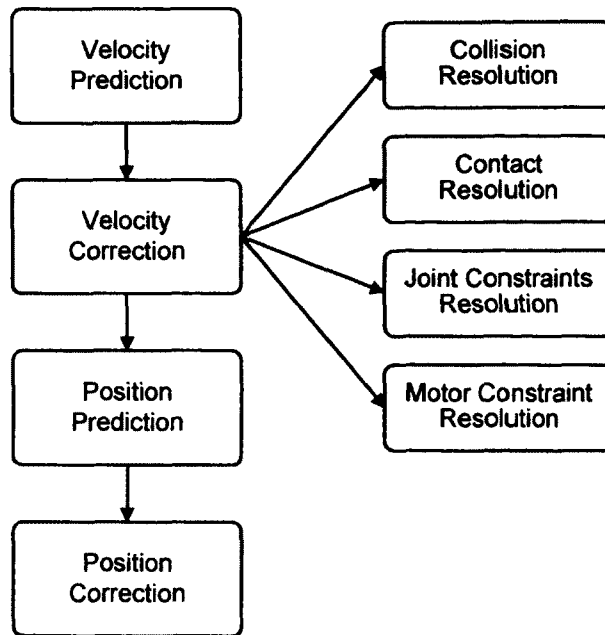 Velocity
Prediction
Velocity
Correction
Position
Prediction
Position
Correction
Collision
Resolution
Contact
Resolution
Joint Constraints
Resolution
Motor Constraint
Resolution